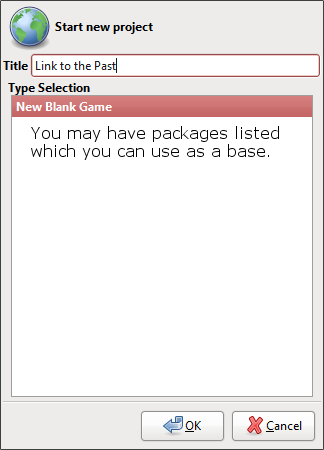 Start new project
Title Link to the Past
Type Selection
New Blank Game
You may have packages listed
which you can use as a base.
OK Cancel